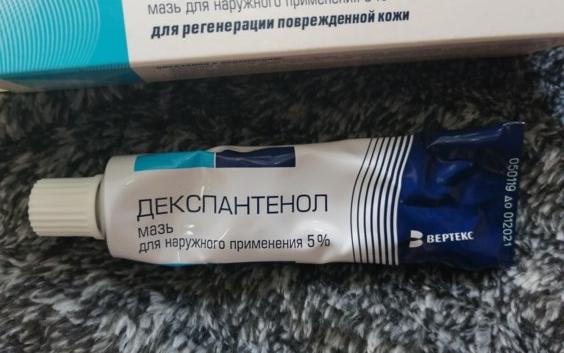 мазь для наружного применения 5%
для регенерации поврежденной кожи
ДЕКСПАНТЕНОЛ
мазь
для наружного применения 5%
ВЕРТЕКС
050119 до 012021